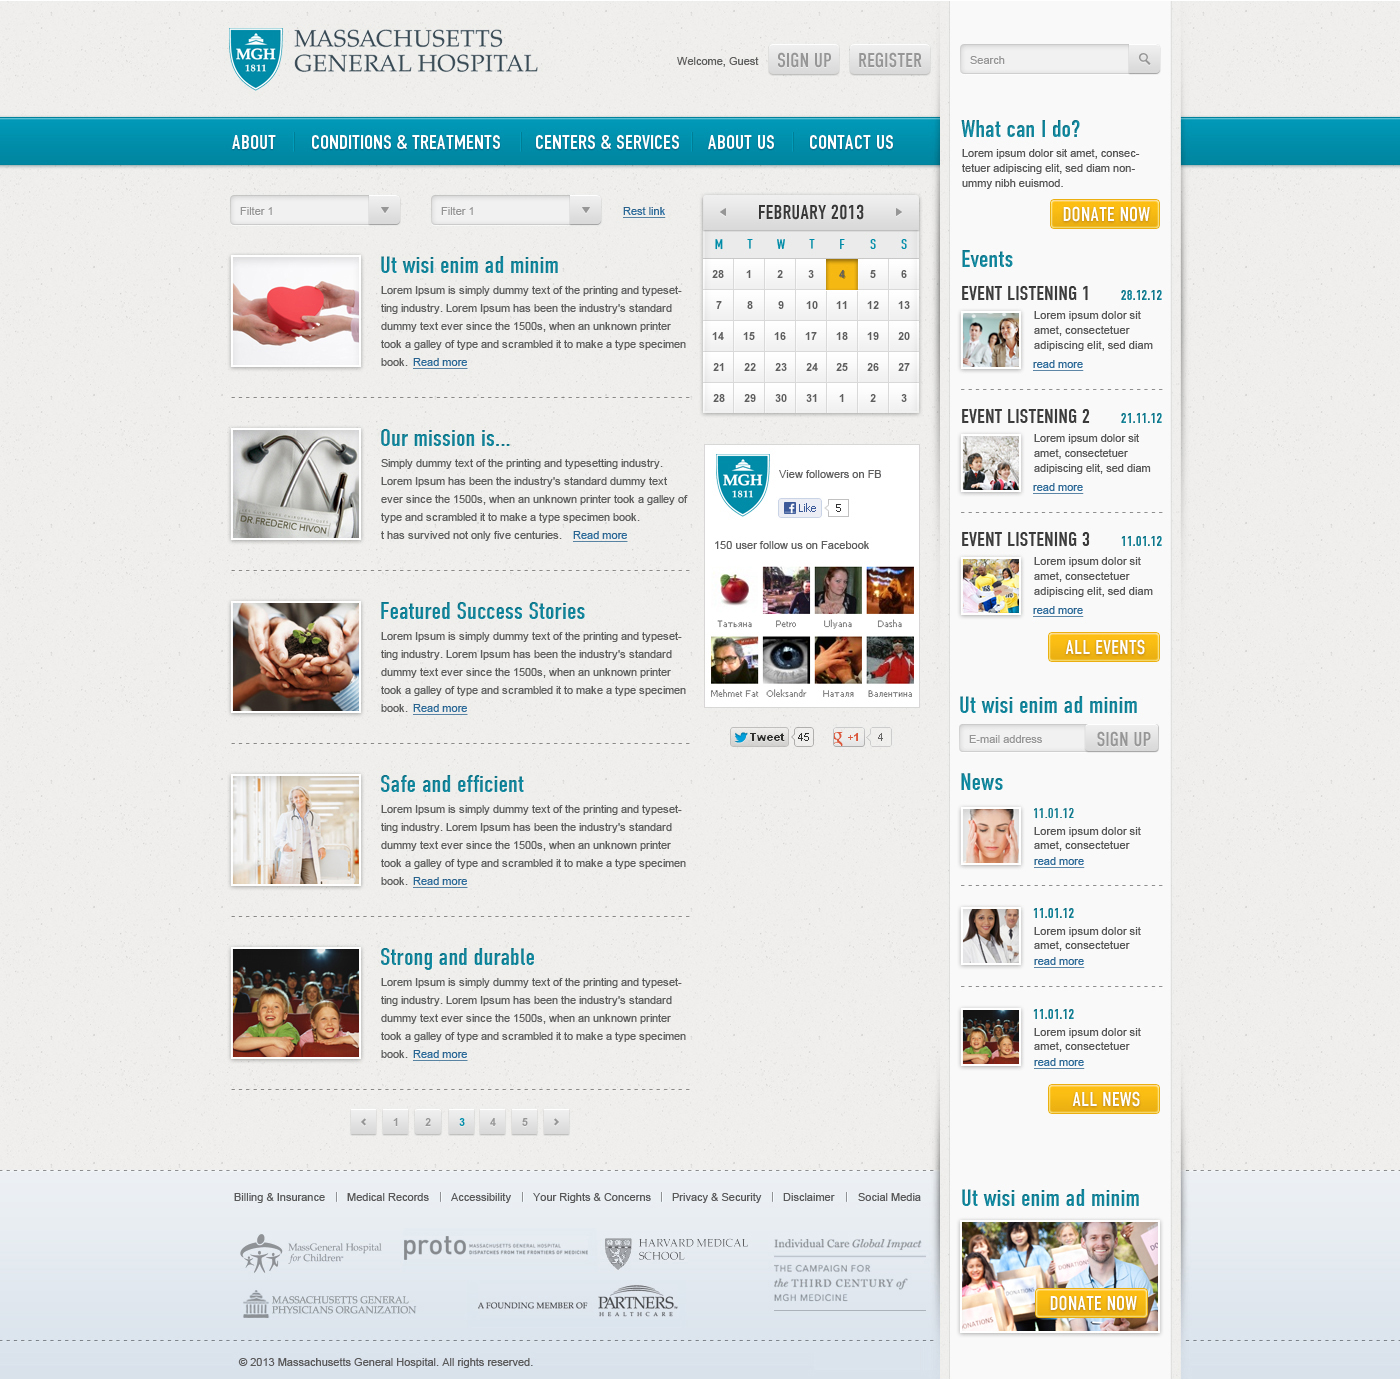 MGH
1811
MASSACHUSETTS
GENERAL HOSPITAL
Welcome, Guest
SIGN UP
REGISTER
Search
ABOUT
CONDITIONS & TREATMENTS
CENTERS & SERVICES
ABOUT US
CONTACT US
Filter 1
Filter 1
Rest link
Ut wisi enim ad minim
Lorem Ipsum is simply dummy text of the printing and typeset-
ting industry. Lorem Ipsum has been the industry's standard
dummy text ever since the 1500s, when an unknown printer
took a galley of type and scrambled it to make a type specimen
book. Read more
Our mission is...
Simply dummy text of the printing and typesetting industry.
Lorem Ipsum has been the industry's standard dummy text
ever since the 1500s, when an unknown printer took a galley of
type and scrambled it to make a type specimen book.
t has survived not only five centuries. Read more
DR. FREDERIC HIVON
Featured Success Stories
Lorem Ipsum is simply dummy text of the printing and typeset-
ting industry. Lorem Ipsum has been the industry's standard
dummy text ever since the 1500s, when an unknown printer
took a galley of type and scrambled it to make a type specimen
book. Read more
Safe and efficient
Lorem Ipsum is simply dummy text of the printing and typeset-
ting industry. Lorem Ipsum has been the industry's standard
dummy text ever since the 1500s, when an unknown printer
took a galley of type and scrambled it to make a type specimen
book. Read more
Strong and durable
Lorem Ipsum is simply dummy text of the printing and typeset-
ting industry. Lorem Ipsum has been the industry's standard
dummy text ever since the 1500s, when an unknown printer
took a galley of type and scrambled it to make a type specimen
book. Read more
1 2 3 4 5
FEBRUARY 2013
M T W T F S S
28 1 2 3 4 5 6
7 8 9 10 11 12 13
14 15 16 17 18 19 20
21 22 23 24 25 26 27
28 29 30 31 1 2 3
MGH
1811
View followers on FB
Like 5
150 user follow us on Facebook
Татьяна Petro Ulyana Dasha
Mehmet Fat Oleksandr Наталя Валентина
Tweet 45
+1 4
What can I do?
Lorem ipsum dolor sit amet, consec-
tetuer adipiscing elit, sed diam non-
ummy nibh euismod.
DONATE NOW
Events
EVENT LISTENING 1 28.12.12
Lorem ipsum dolor sit
amet, consectetuer
adipiscing elit, sed diam
read more
EVENT LISTENING 2 21.11.12
Lorem ipsum dolor sit
amet, consectetuer
adipiscing elit, sed diam
read more
EVENT LISTENING 3 11.01.12
Lorem ipsum dolor sit
amet, consectetuer
adipiscing elit, sed diam
read more
ALL EVENTS
Ut wisi enim ad minim
E-mail address
SIGN UP
News
11.01.12
Lorem ipsum dolor sit
amet, consectetuer
read more
11.01.12
Lorem ipsum dolor sit
amet, consectetuer
read more
11.01.12
Lorem ipsum dolor sit
amet, consectetuer
read more
ALL NEWS
Ut wisi enim ad minim
DONATIONS
DONATE NOW
Billing & Insurance | Medical Records | Accessibility | Your Rights & Concerns | Privacy & Security | Disclaimer | Social Media
MassGeneral Hospital
for Children
proto
MASSACHUSETTS GENERAL HOSPITAL
DISPATCHES FROM THE FRONTIERS OF MEDICINE
HARVARD MEDICAL
SCHOOL
MASSACHUSETTS GENERAL
PHYSICIANS ORGANIZATION
A FOUNDING MEMBER OF
PARTNERS.
HEALTHCARE
Individual Care Global Impact
THE CAMPAIGN FOR
the THIRD CENTURY of
MGH MEDICINE
© 2013 Massachusetts General Hospital. All rights reserved.